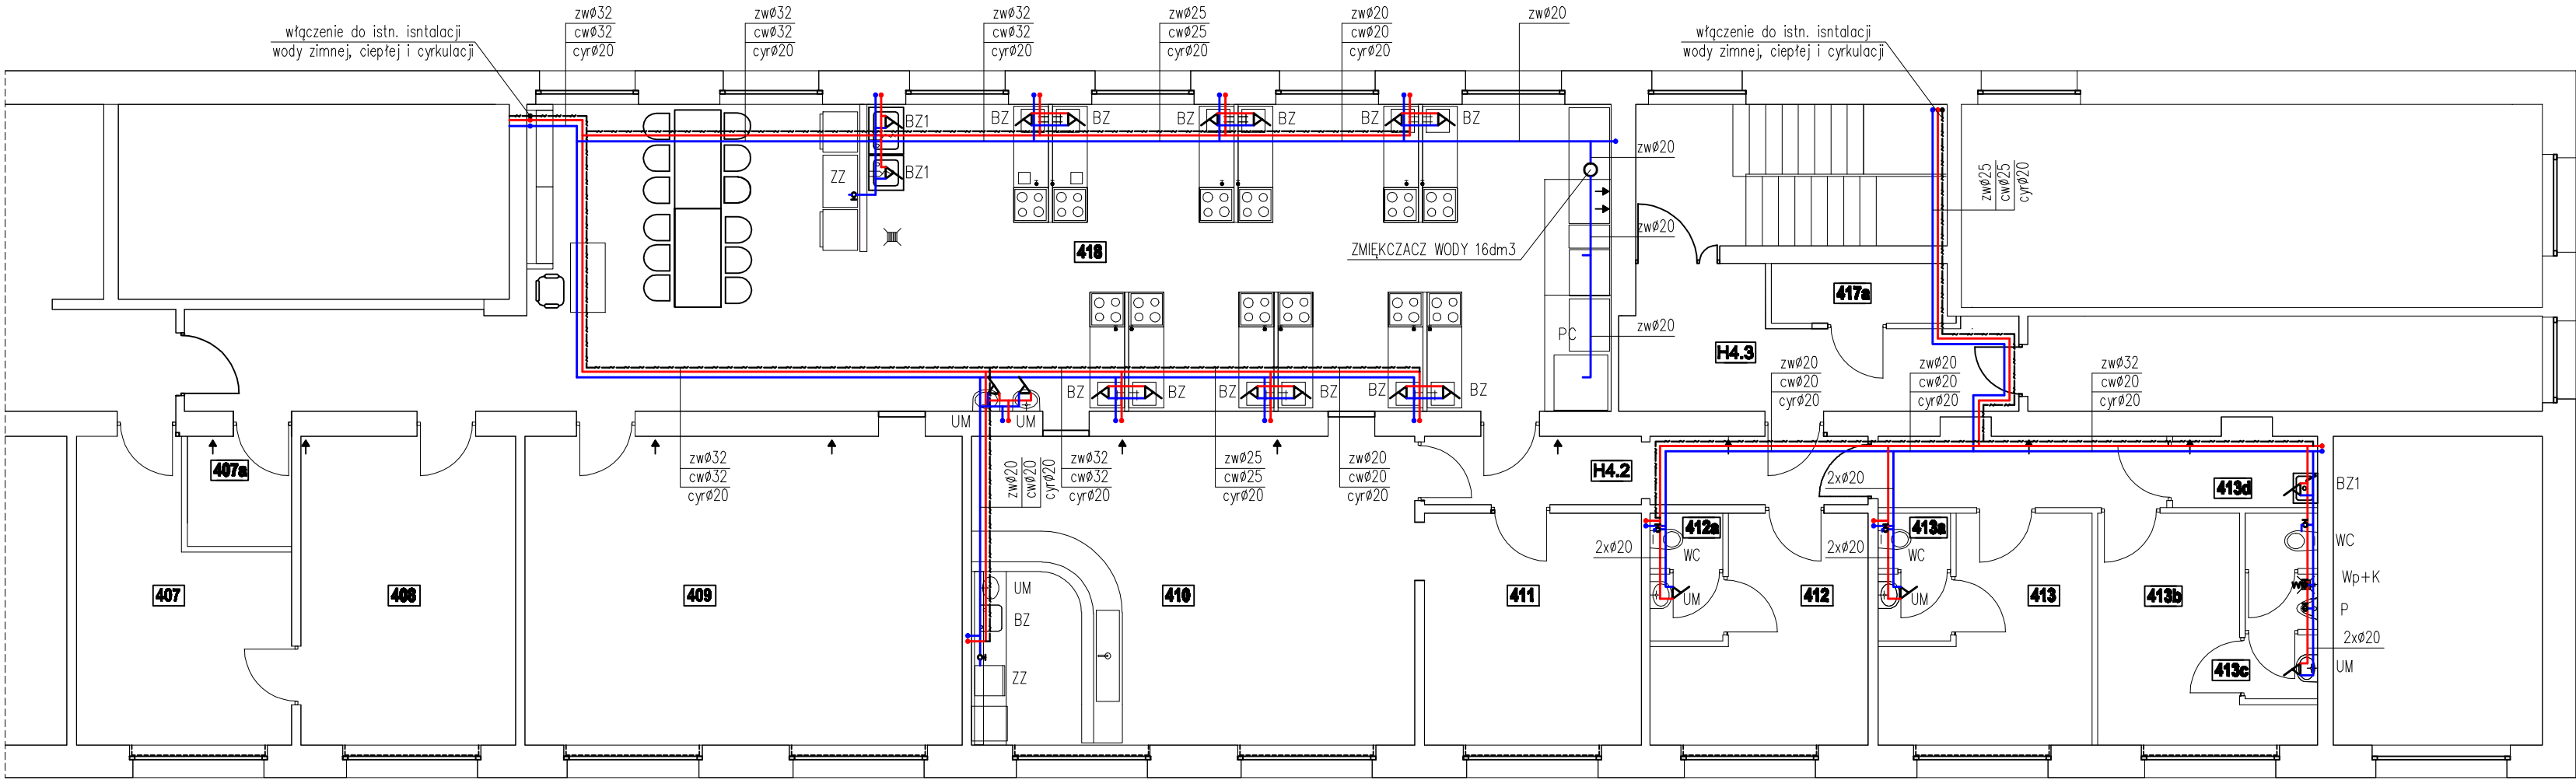 włączenie do istn. isntalacji
wody zimnej, ciepłej i cyrkulacji
zwø32
cwø32
cyrø20
zwø32
cwø32
cyrø20
zwø32
cwø32
cyrø20
zwø25
cwø25
cyrø20
zwø20
cwø20
cyrø20
zwø20
włączenie do istn. isntalacji
wody zimnej, ciepłej i cyrkulacji
BZ1
BZ1
ZZ
BZ
BZ
BZ
BZ
BZ
BZ
zwø20
zwø25
cwø25
cyrø20
418
ZMIĘKCZACZ WODY 16dm3
zwø20
417a
PC
zwø20
H4.3
zwø20
cwø20
cyrø20
zwø20
cwø20
cyrø20
zwø32
cwø20
cyrø20
BZ
BZ
BZ
BZ
BZ
BZ
UM
UM
407a
zwø32
cwø32
cyrø20
zwø20
cwø20
cyrø20
zwø32
cwø32
cyrø20
zwø25
cwø25
cyrø20
zwø20
cwø20
cyrø20
H4.2
2xø20
413d
BZ1
412a
413a
2xø20
WC
2xø20
WC
WC
Wp+K
407
408
409
UM
410
411
UM
412
UM
413
413b
P
BZ
2xø20
ZZ
413c
UM